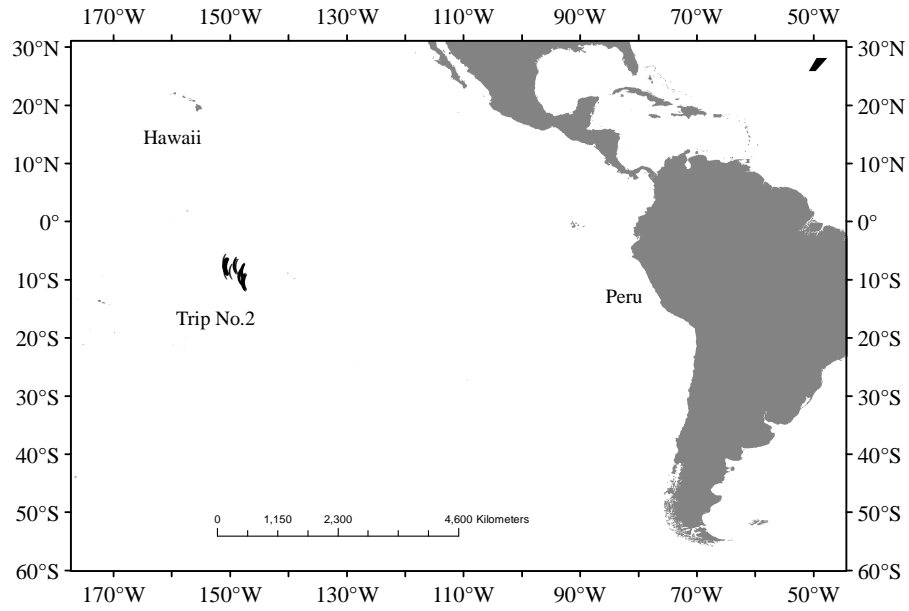 170°W 150°W 130°W 110°W 90°W 70°W 50°W
30°N 30°N
20°N 20°N
Hawaii
10°N 10°N
0° 0°
10°S 10°S
Peru
Trip No.2
20°S 20°S
30°S 30°S
40°S 40°S
50°S 50°S
0 1,150 2,300 4,600 Kilometers
60°S 60°S
170°W 150°W 130°W 110°W 90°W 70°W 50°W